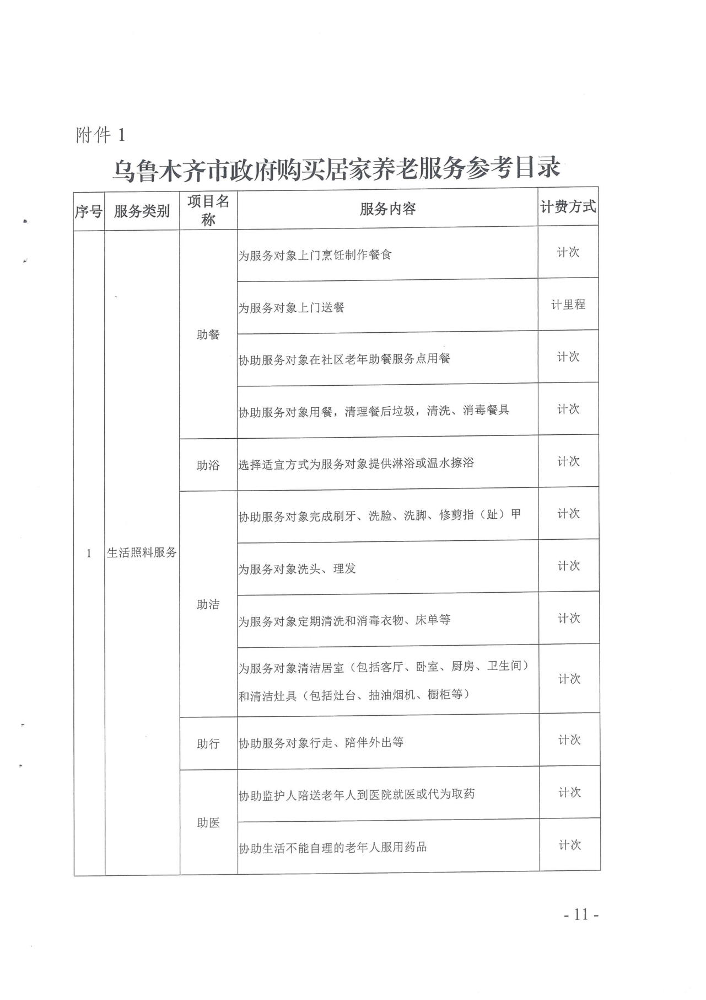 附件 1
乌鲁木齐市政府购买居家养老服务参考目录
序号 服务类别 项目名称 服务内容 计费方式
1 生活照料服务
助餐
为服务对象上门烹饪制作餐食 计次
为服务对象上门送餐 计里程
协助服务对象在社区老年助餐服务点用餐 计次
协助服务对象用餐，清理餐后垃圾，清洗、消毒餐具 计次
助浴 选择适宜方式为服务对象提供淋浴或温水擦浴 计次
助洁
协助服务对象完成刷牙、洗脸、洗脚、修剪指（趾）甲 计次
为服务对象洗头、理发 计次
为服务对象定期清洗和消毒衣物、床单等 计次
为服务对象清洁居室（包括客厅、卧室、厨房、卫生间）
和清洁灶具（包括灶台、抽油烟机、橱柜等） 计次
助行 协助服务对象行走、陪伴外出等 计次
助医
协助监护人陪送老年人到医院就医或代为取药 计次
协助生活不能自理的老年人服用药品 计次
- 11 -